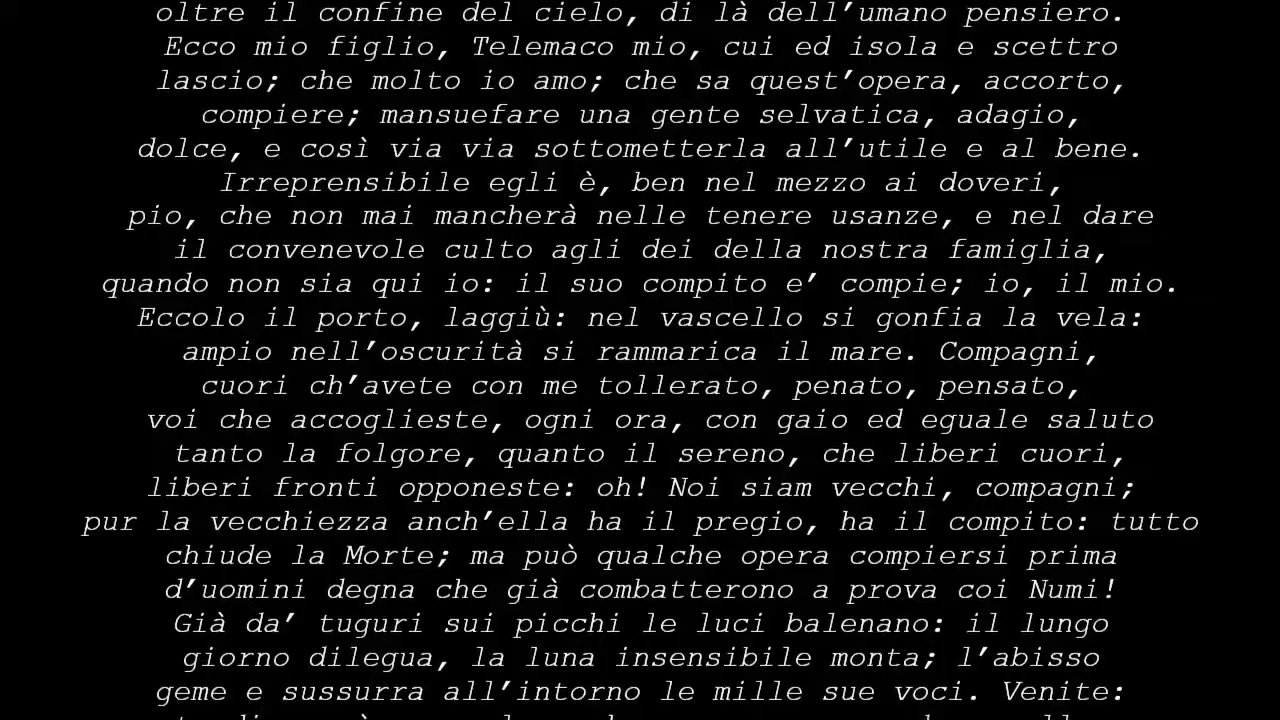 oltre il confine del cielo, di là dell’umano pensiero.
Ecco mio figlio, Telemaco mio, cui ed isola e scettro
lascio; che molto io amo; che sa quest’opera, accorto,
compiere; mansuefare una gente selvatica, adagio,
dolce, e così via via sottometterla all’utile e al bene.
Irreprensibile egli è, ben nel mezzo ai doveri,
pio, che non mai mancherà nelle tenere usanze, e nel dare
il convenevole culto agli dei della nostra famiglia,
quando non sia qui io: il suo compito e’ compie; io, il mio.
Eccolo il porto, laggiù: nel vascello si gonfia la vela:
ampio nell’oscurità si rammarica il mare. Compagni,
cuori ch’avete con me tollerato, penato, pensato,
voi che accoglieste, ogni ora, con gaio ed eguale saluto
tanto la folgore, quanto il sereno, che liberi cuori,
liberi fronti opponeste: oh! Noi siam vecchi, compagni;
pur la vecchiezza anch’ella ha il pregio, ha il compito: tutto
chiude la Morte; ma può qualche opera compiersi prima
d’uomini degna che già combatterono a prova coi Numi!
Già da’ tuguri sui picchi le luci balenano: il lungo
giorno dilegua, la luna insensibile monta; l’abisso
geme e sussurra all’intorno le mille sue voci. Venite: